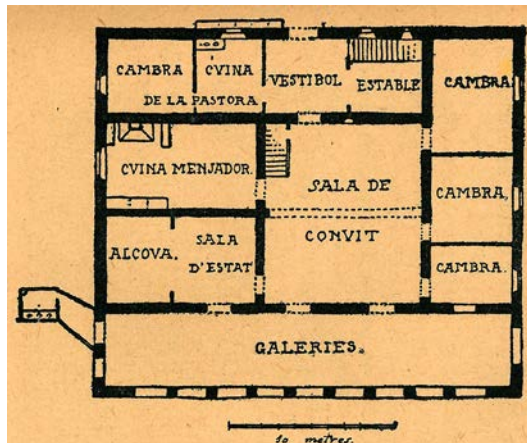 CAMBRA
CVINA
DE LA PASTORA
VESTIBOL
ESTABLE
CAMBRA
CVINA MENJADOR.
SALA DE
CONVIT
CAMBRA,
ALCOVA.
SALA
D'ESTAT
CAMBRA.
GALERIES.
10 metres.